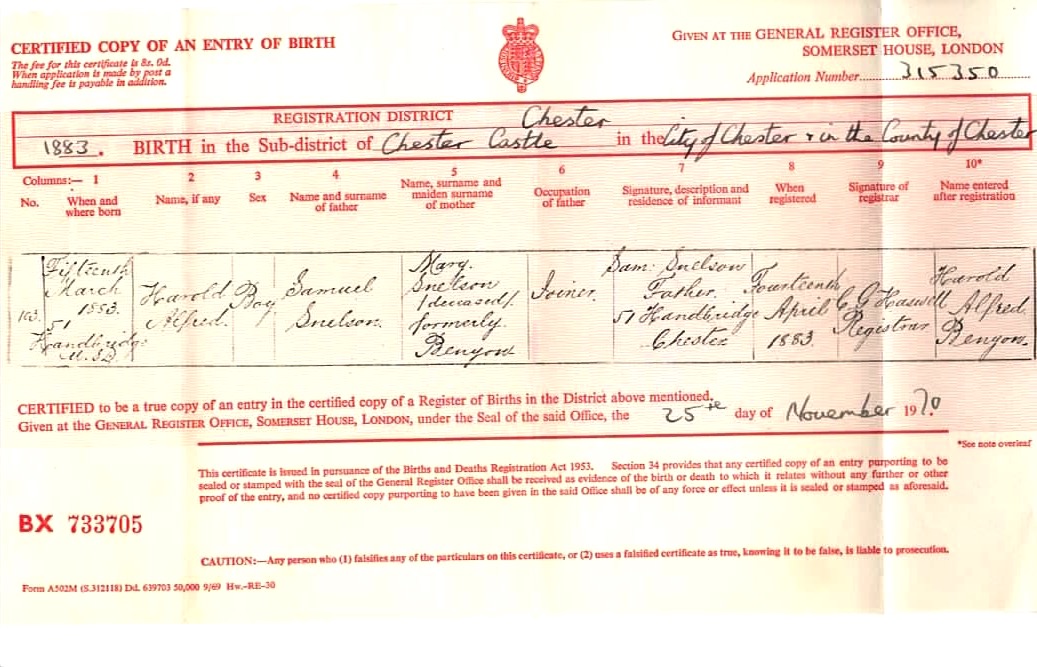 CERTIFIED COPY OF AN ENTRY OF BIRTH
The fee for this certificate is 8s. 0d.
When application is made by post a
handling fee is payable in addition.
GIVEN AT THE GENERAL REGISTER OFFICE,
SOMERSET HOUSE, LONDON
Application Number 315350
REGISTRATION DISTRICT Chester
1883. BIRTH in the Sub-district of Chester Castle in the City of Chester & in the County of Chester
Columns:— 1 2 3 4 5 6 7 8 9 10*
No. When and where born
Name, if any
Sex
Name and surname of father
Name, surname and maiden surname of mother
Occupation of father
Signature, description and residence of informant
When registered
Signature of registrar
Name entered after registration
Fifteenth
March
1883.
51
Handbridge
Harold
Alfred.
Boy
Samuel
Snelson.
Mary.
Snelson
(deceased)
formerly.
Benyon.
Joiner.
Sam: Snelson
Father.
51 Handbridge
Chester
Fourteenth
April
1883.
Registrar
Harold
Alfred.
Benyon.
CERTIFIED to be a true copy of an entry in the certified copy of a Register of Births in the District above mentioned.
Given at the GENERAL REGISTER OFFICE, SOMERSET HOUSE, LONDON, under the Seal of the said Office, the 25th day of November 1970.
*See note overleaf
This certificate is issued in pursuance of the Births and Deaths Registration Act 1953. Section 34 provides that any certified copy of an entry purporting to be
sealed or stamped with the seal of the General Register Office shall be received as evidence of the birth or death to which it relates without any further or other
proof of the entry, and no certified copy purporting to have been given in the said Office shall be of any force or effect unless it is sealed or stamped as aforesaid.
BX 733705
CAUTION:—Any person who (1) falsifies any of the particulars on this certificate, or (2) uses a falsified certificate as true, knowing it to be false, is liable to prosecution.
Form A502M (S.312118) Dd. 639703 50,000 9/69 Hw.-RE-30